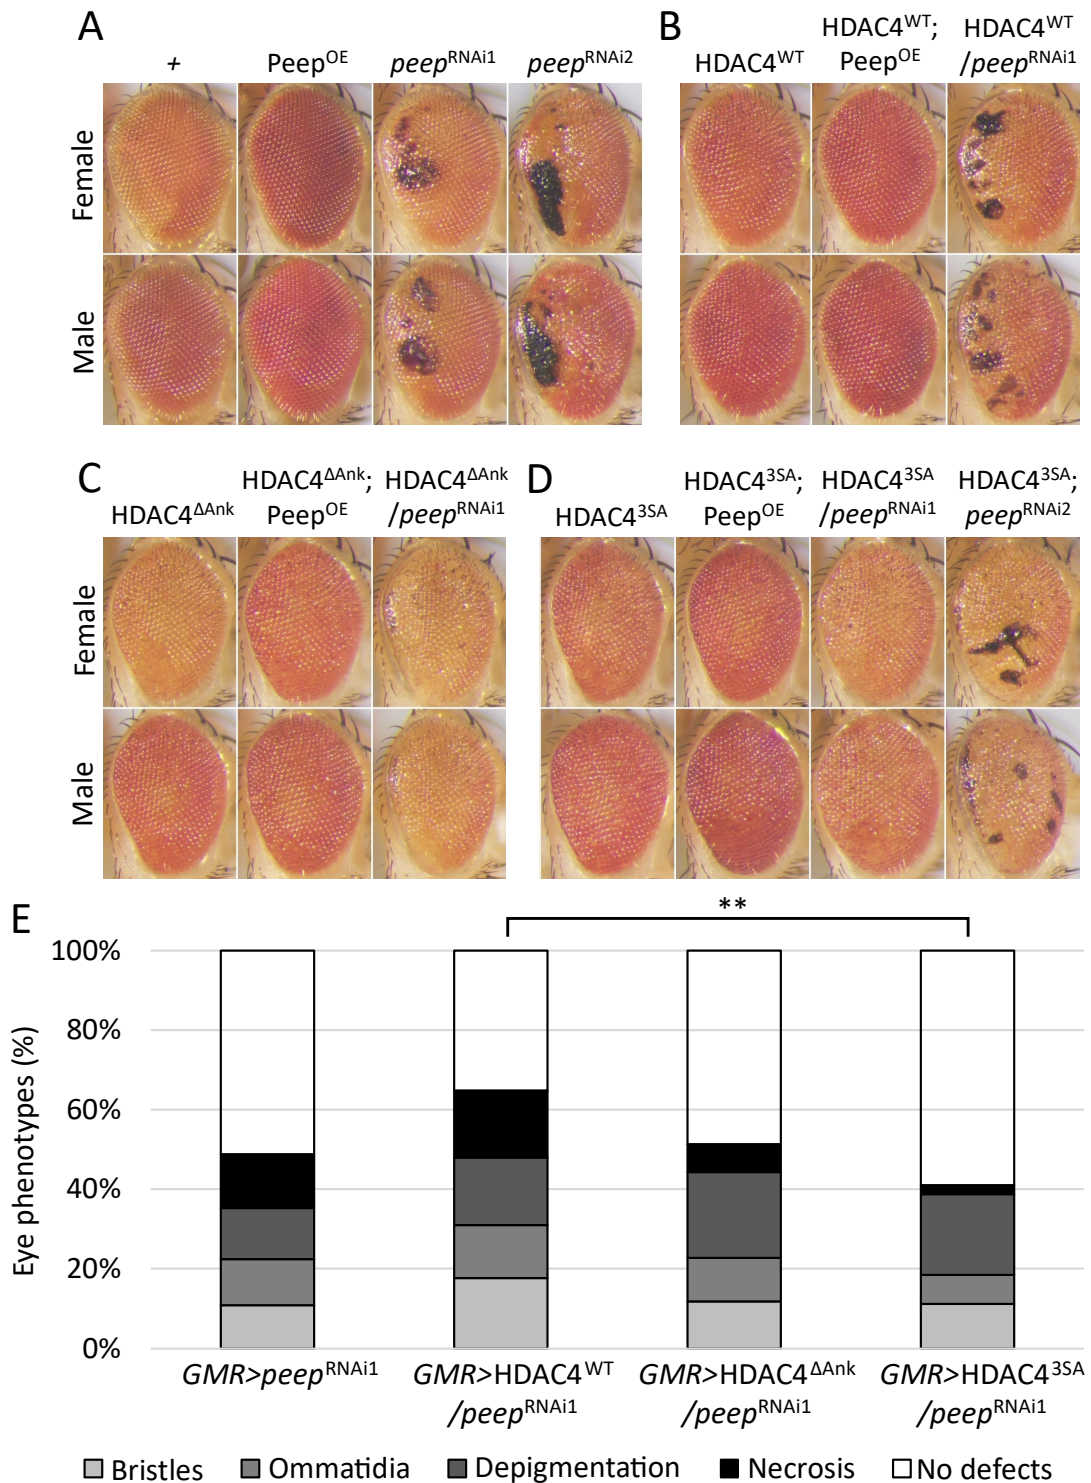 A
+ Peep^OE peep^RNAi1 peep^RNAi2
Female
Male
B
HDAC4^WT
HDAC4^WT;
Peep^OE
HDAC4^WT
/peep^RNAi1
C
HDAC4^ΔAnk
HDAC4^ΔAnk;
Peep^OE
HDAC4^ΔAnk
/peep^RNAi1
Female
Male
D
HDAC4^3SA
HDAC4^3SA;
Peep^OE
HDAC4^3SA
/peep^RNAi1
HDAC4^3SA;
peep^RNAi2
E
**
Eye phenotypes (%)
100%
80%
60%
40%
20%
0%
GMR>peep^RNAi1
GMR>HDAC4^WT
/peep^RNAi1
GMR>HDAC4^ΔAnk
/peep^RNAi1
GMR>HDAC4^3SA
/peep^RNAi1
Bristles Ommatidia Depigmentation Necrosis No defects